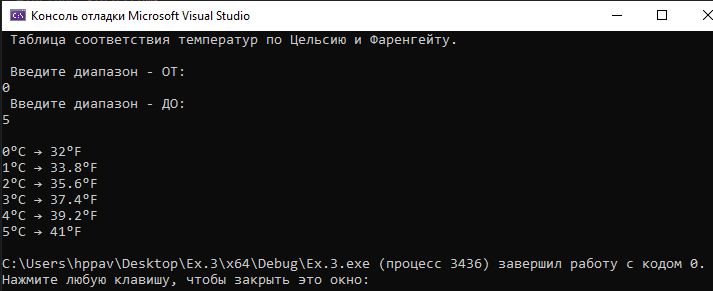 Консоль отладки Microsoft Visual Studio
Таблица соответствия температур по Цельсию и Фаренгейту.
Введите диапазон - ОТ:
0
Введите диапазон - ДО:
5
0°C → 32°F
1°C → 33.8°F
2°C → 35.6°F
3°C → 37.4°F
4°C → 39.2°F
5°C → 41°F
C:\Users\hppav\Desktop\Ex.3\x64\Debug\Ex.3.exe (процесс 3436) завершил работу с кодом 0.
Нажмите любую клавишу, чтобы закрыть это окно: